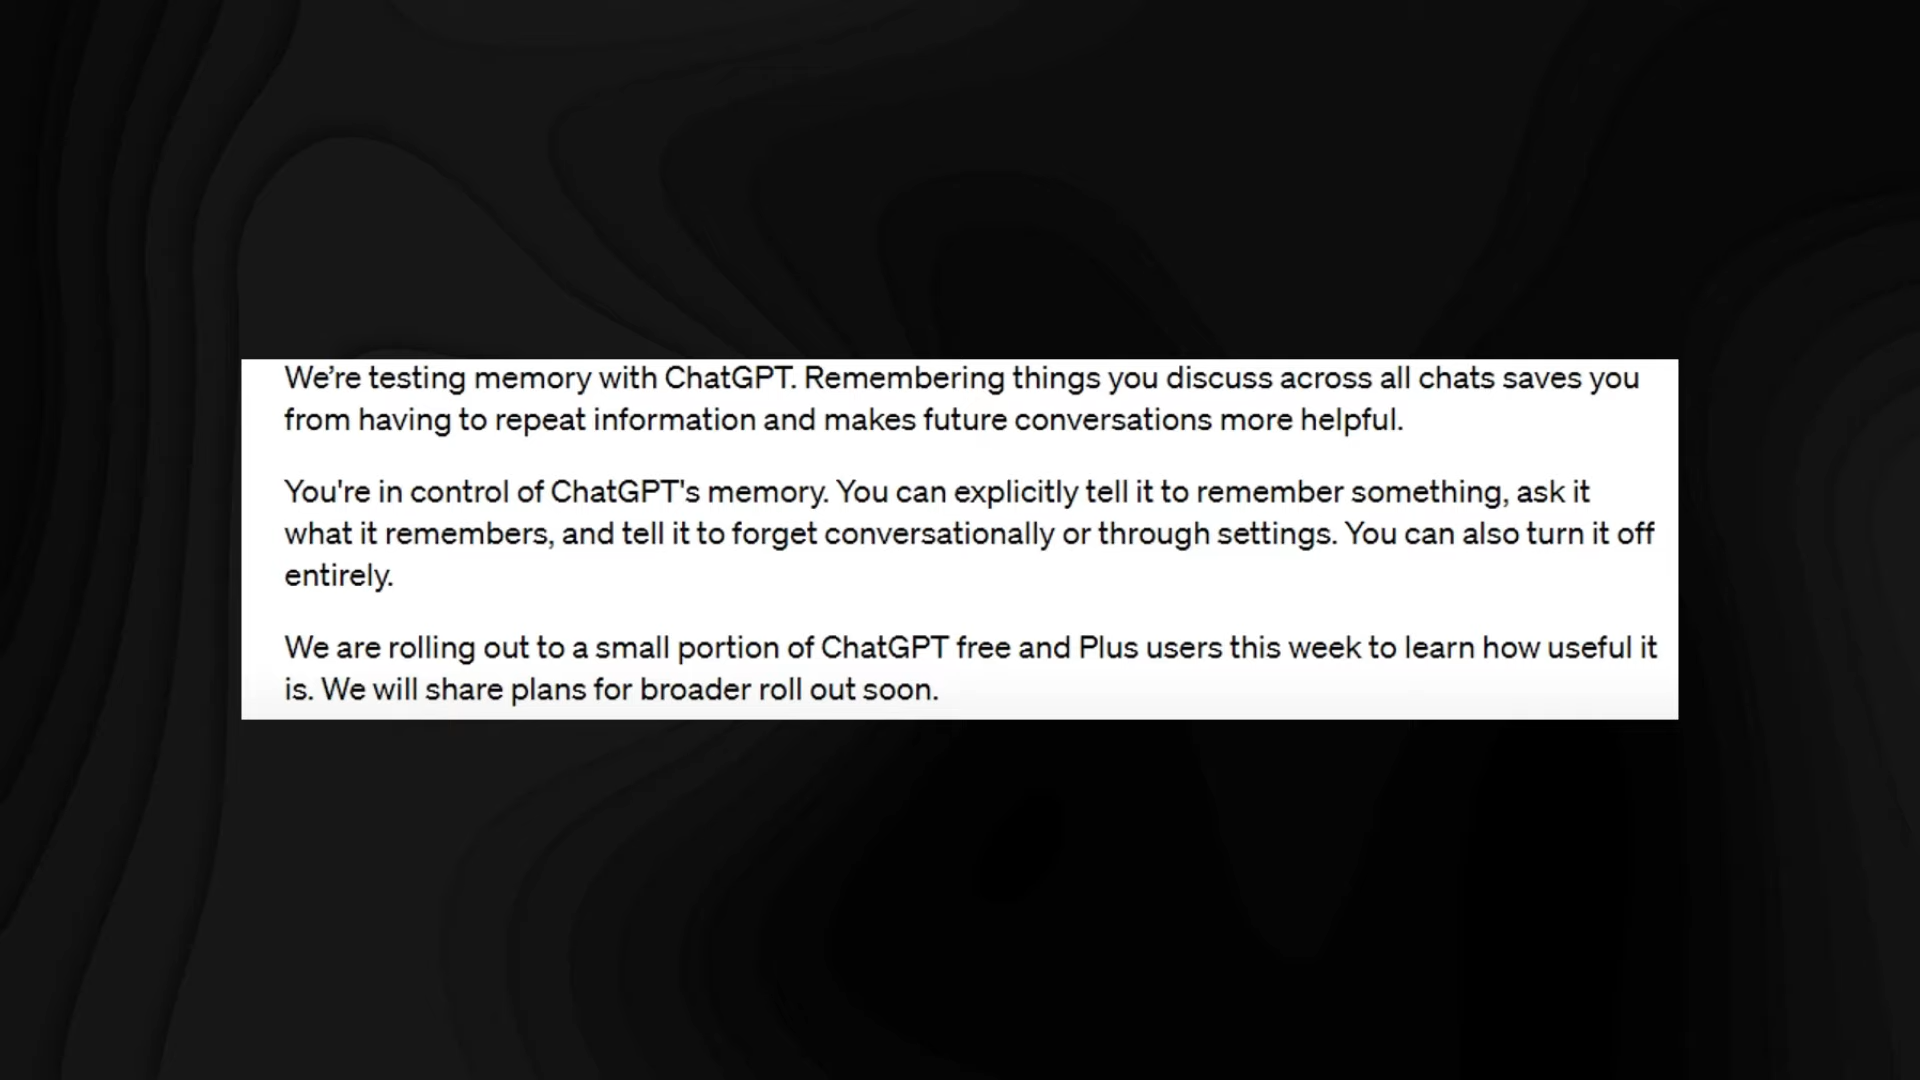 We’re testing memory with ChatGPT. Remembering things you discuss across all chats saves you
from having to repeat information and makes future conversations more helpful.
You're in control of ChatGPT's memory. You can explicitly tell it to remember something, ask it
what it remembers, and tell it to forget conversationally or through settings. You can also turn it off
entirely.
We are rolling out to a small portion of ChatGPT free and Plus users this week to learn how useful it
is. We will share plans for broader roll out soon.